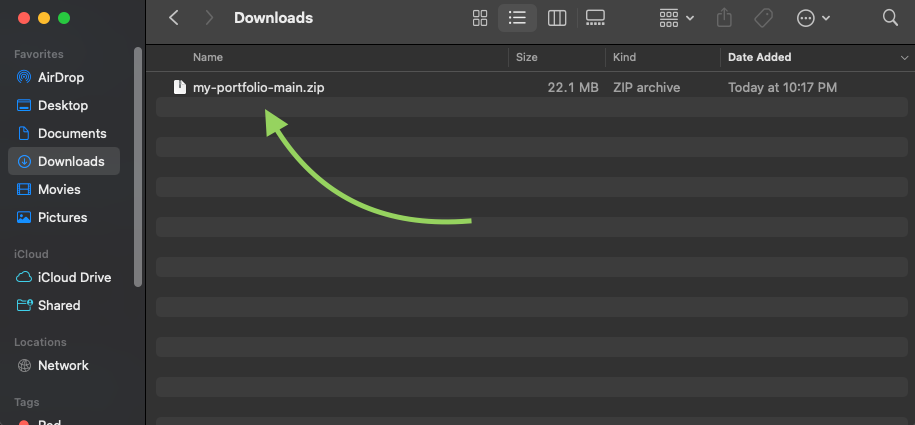 Downloads
Favorites
AirDrop
Desktop
Documents
Downloads
Movies
Pictures
iCloud
iCloud Drive
Shared
Locations
Network
Tags
Red
Name Size Kind Date Added
my-portfolio-main.zip 22.1 MB ZIP archive Today at 10:17 PM